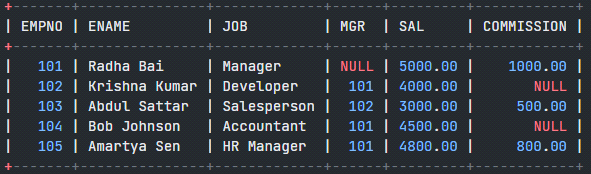 +-------+---------------+-------------+------+---------+------------+
| EMPNO | ENAME         | JOB         | MGR  | SAL     | COMMISSION |
+-------+---------------+-------------+------+---------+------------+
|   101 | Radha Bai     | Manager     | NULL | 5000.00 |    1000.00 |
|   102 | Krishna Kumar | Developer   |  101 | 4000.00 |       NULL |
|   103 | Abdul Sattar  | Salesperson |  102 | 3000.00 |     500.00 |
|   104 | Bob Johnson   | Accountant  |  101 | 4500.00 |       NULL |
|   105 | Amartya Sen   | HR Manager  |  101 | 4800.00 |     800.00 |
+-------+---------------+-------------+------+---------+------------+